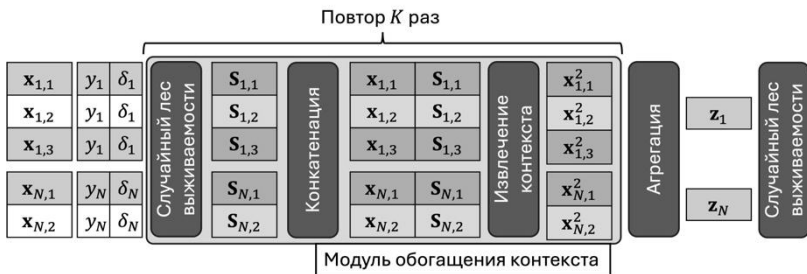 Повтор K раз
x1,1 y1 δ1 S1,1 x1,1 S1,1 x²1,1
x1,2 y1 δ1 S1,2 x1,2 S1,2 x²1,2
x1,3 y1 δ1 S1,3 x1,3 S1,3 x²1,3
xN,1 yN δN SN,1 xN,1 SN,1 x²N,1
xN,2 yN δN SN,2 xN,2 SN,2 x²N,2
Случайный лес
выживаемости
Конкатенация
Извлечение
контекста
Агрегация
z1
zN
Случайный лес
выживаемости
Модуль обогащения контекста